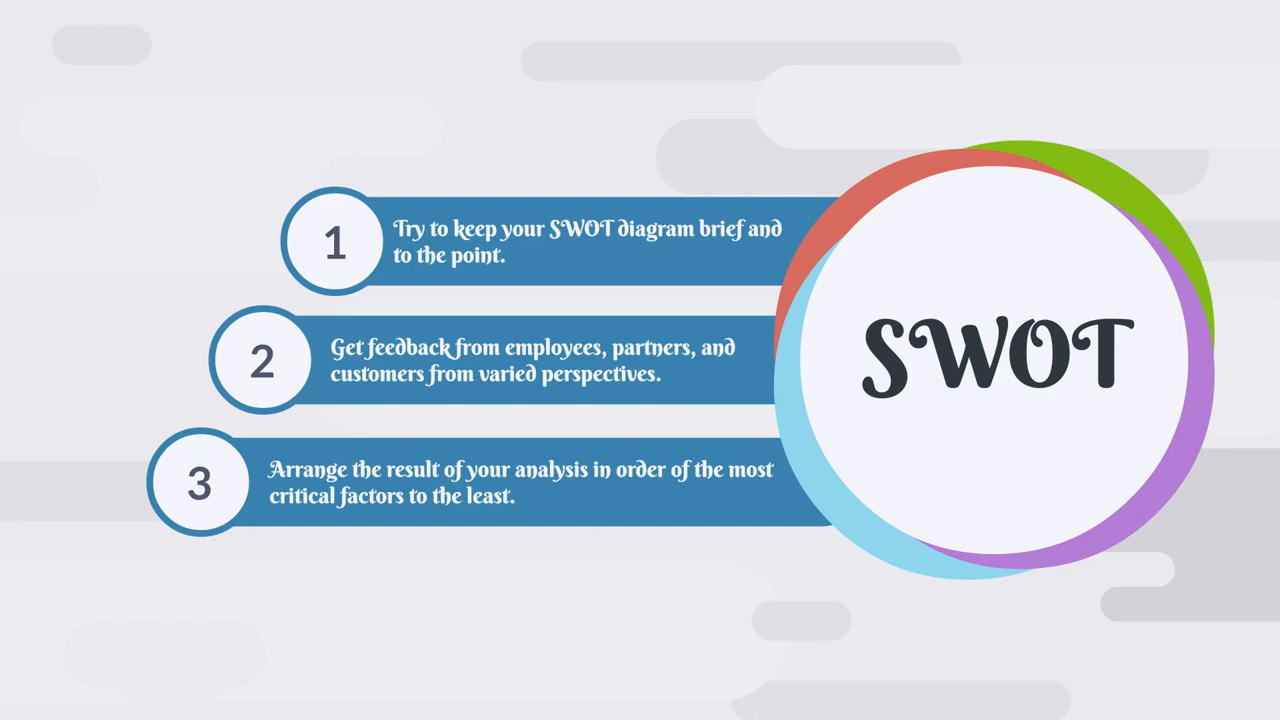 1
Try to keep your SWOT diagram brief and
to the point.
2
Get feedback from employees, partners, and
customers from varied perspectives.
3
Arrange the result of your analysis in order of the most
critical factors to the least.
SWOT